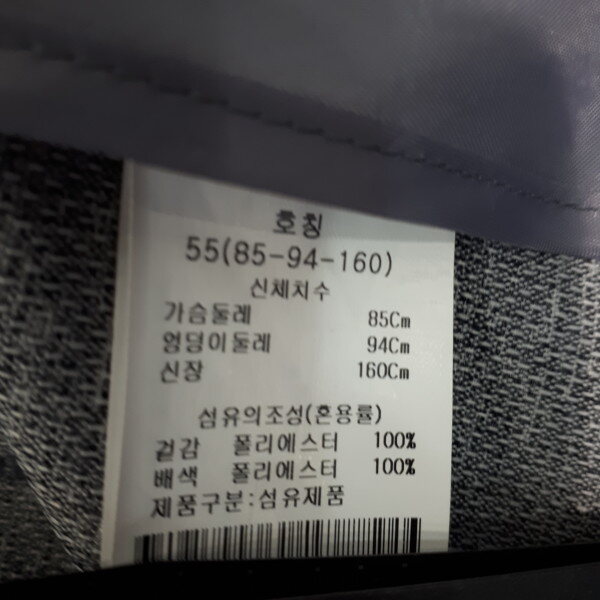 호칭
55(85-94-160)
신체치수
가슴둘레 85Cm
엉덩이둘레 94Cm
신장 160Cm
섬유의조성(혼용률)
겉감 폴리에스터 100%
배색 폴리에스터 100%
제품구분:섬유제품